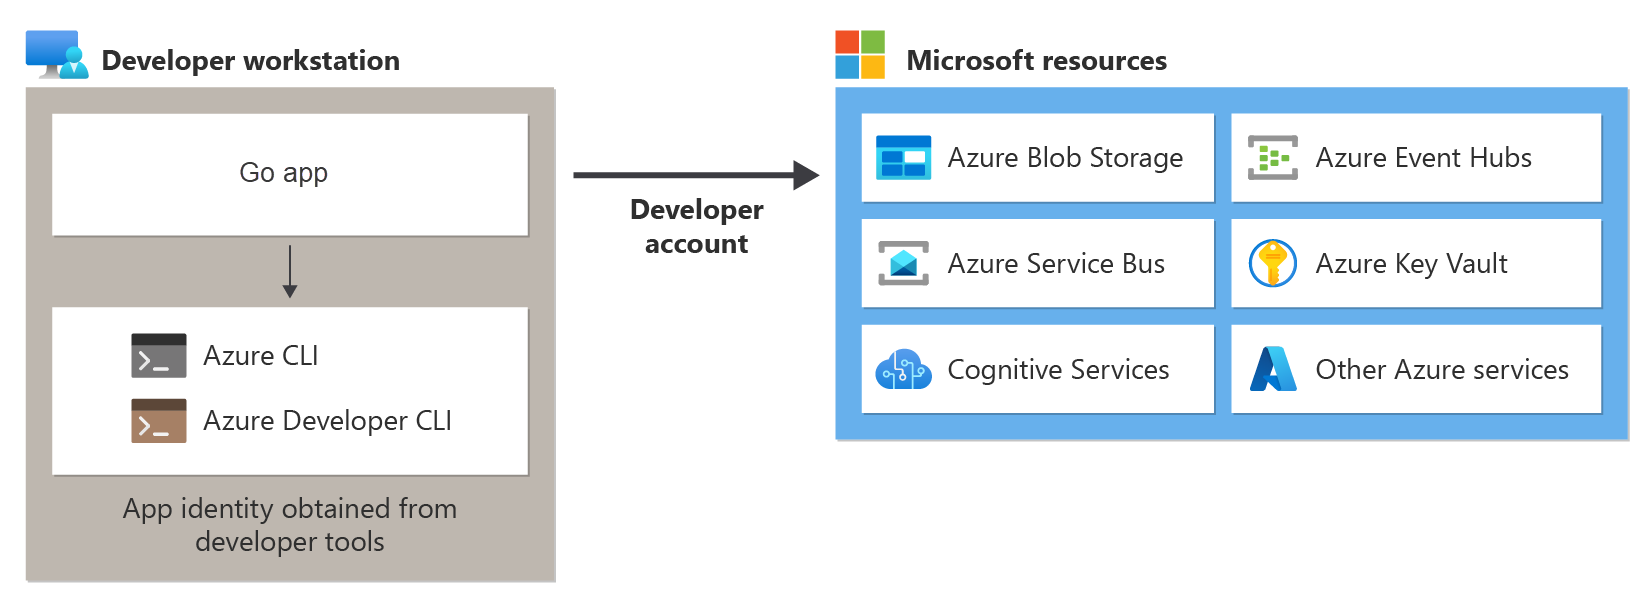 Developer workstation
Go app
Azure CLI
Azure Developer CLI
App identity obtained from
developer tools
Developer
account
Microsoft resources
Azure Blob Storage
Azure Event Hubs
Azure Service Bus
Azure Key Vault
Cognitive Services
Other Azure services